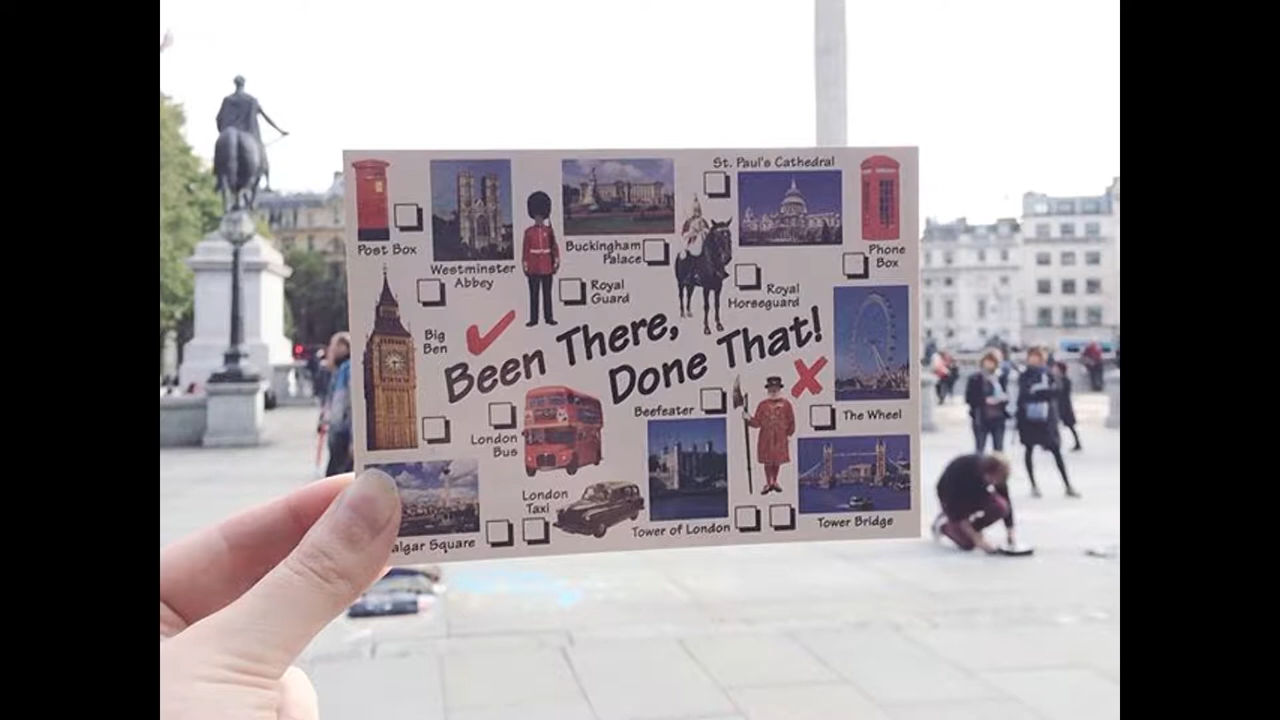 St. Paul's Cathedral
Post Box
Westminster
Abbey
Buckingham
Palace
Royal
Guard
Royal
Horseguard
Phone
Box
Big
Ben
Been There,
Done That!
London
Bus
Beefeater
The Wheel
London
Taxi
algar Square
Tower of London
Tower Bridge